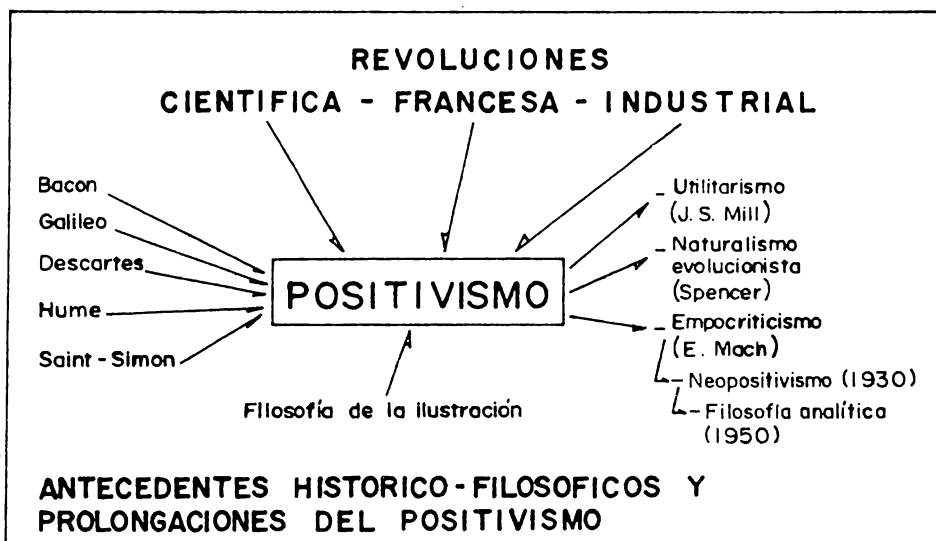 REVOLUCIONES
CIENTIFICA - FRANCESA - INDUSTRIAL
Bacon
Galileo
Descartes
Hume
Saint-Simon
POSITIVISMO
Filosofía de la ilustración
- Utilitarismo
(J. S. Mill)
- Naturalismo
evolucionista
(Spencer)
- Empocriticismo
(E. Mach)
- Neopositivismo (1930)
- Filosofía analítica
(1950)
ANTECEDENTES HISTORICO-FILOSOFICOS Y
PROLONGACIONES DEL POSITIVISMO